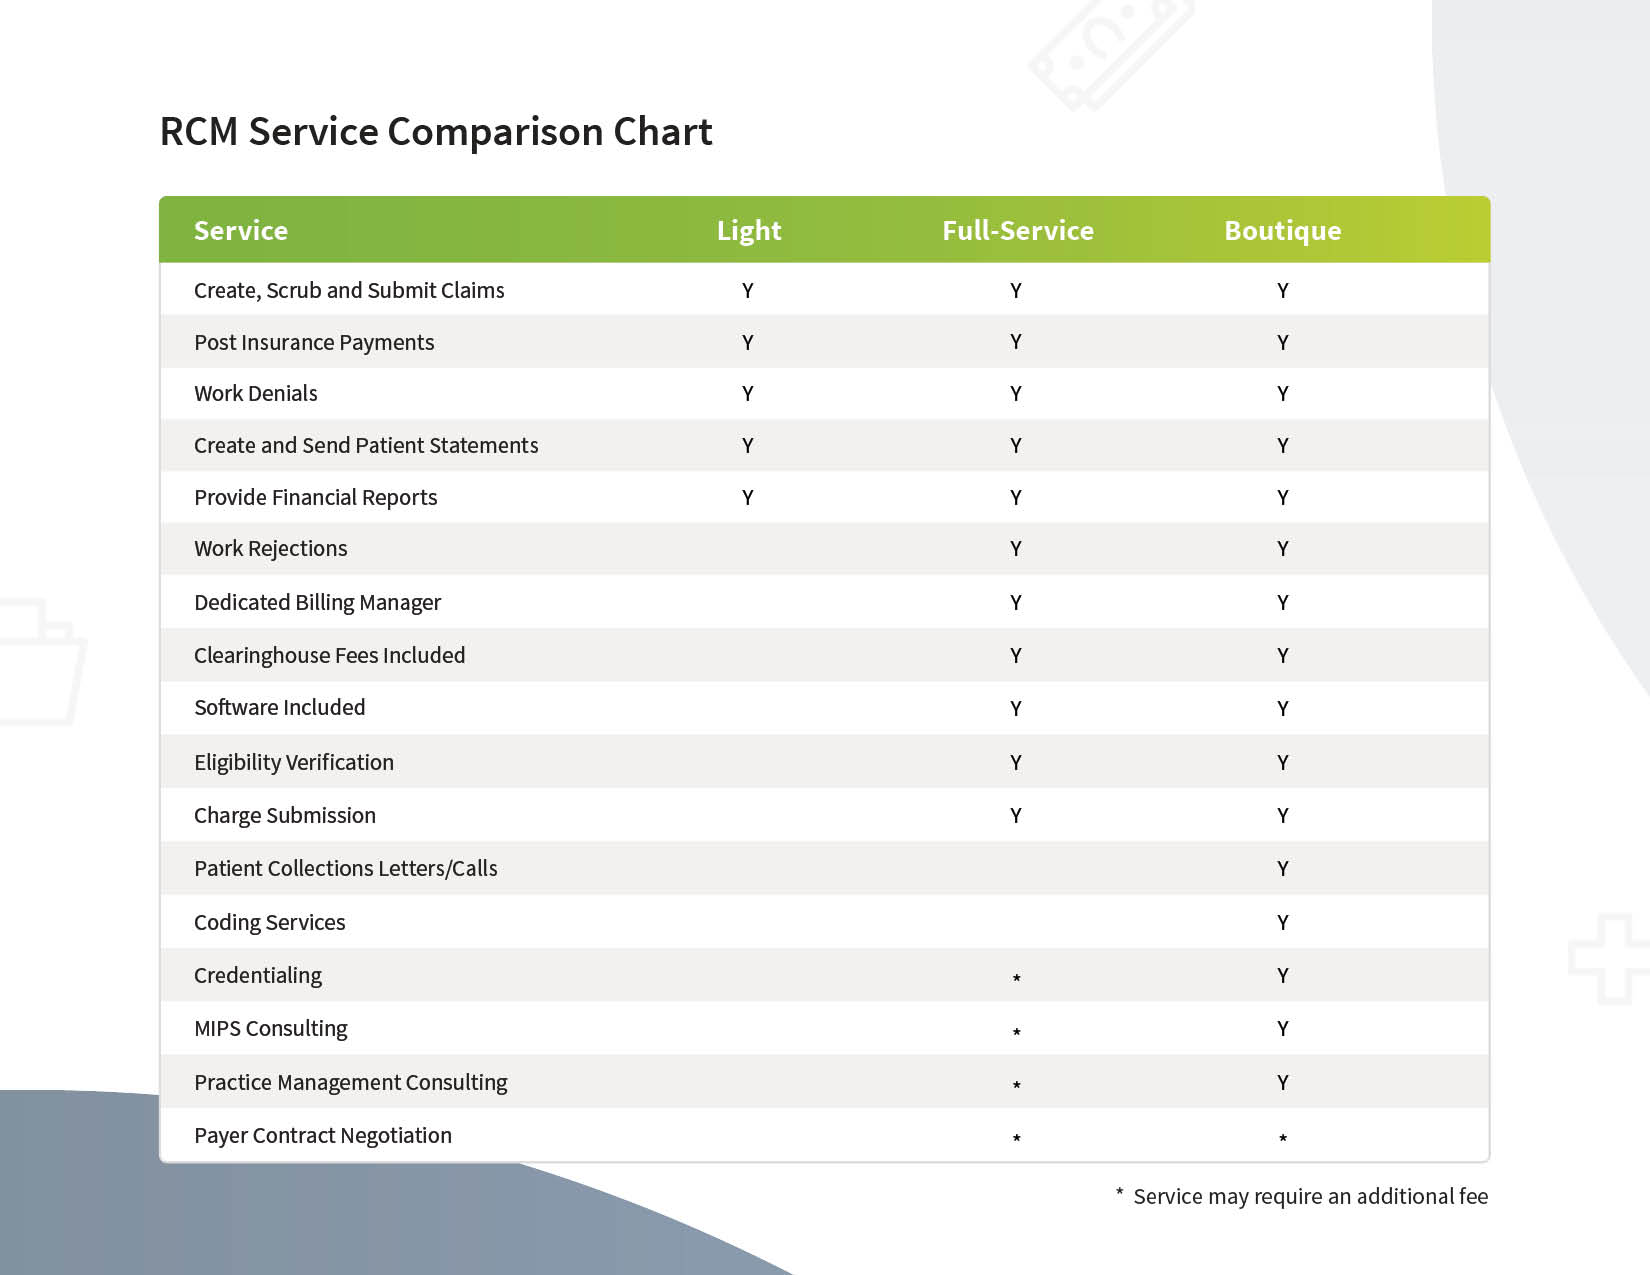 RCM Service Comparison Chart
Service Light Full-Service Boutique
Create, Scrub and Submit Claims Y Y Y
Post Insurance Payments Y Y Y
Work Denials Y Y Y
Create and Send Patient Statements Y Y Y
Provide Financial Reports Y Y Y
Work Rejections Y Y
Dedicated Billing Manager Y Y
Clearinghouse Fees Included Y Y
Software Included Y Y
Eligibility Verification Y Y
Charge Submission Y Y
Patient Collections Letters/Calls Y
Coding Services Y
Credentialing * Y
MIPS Consulting * Y
Practice Management Consulting * Y
Payer Contract Negotiation * *
* Service may require an additional fee